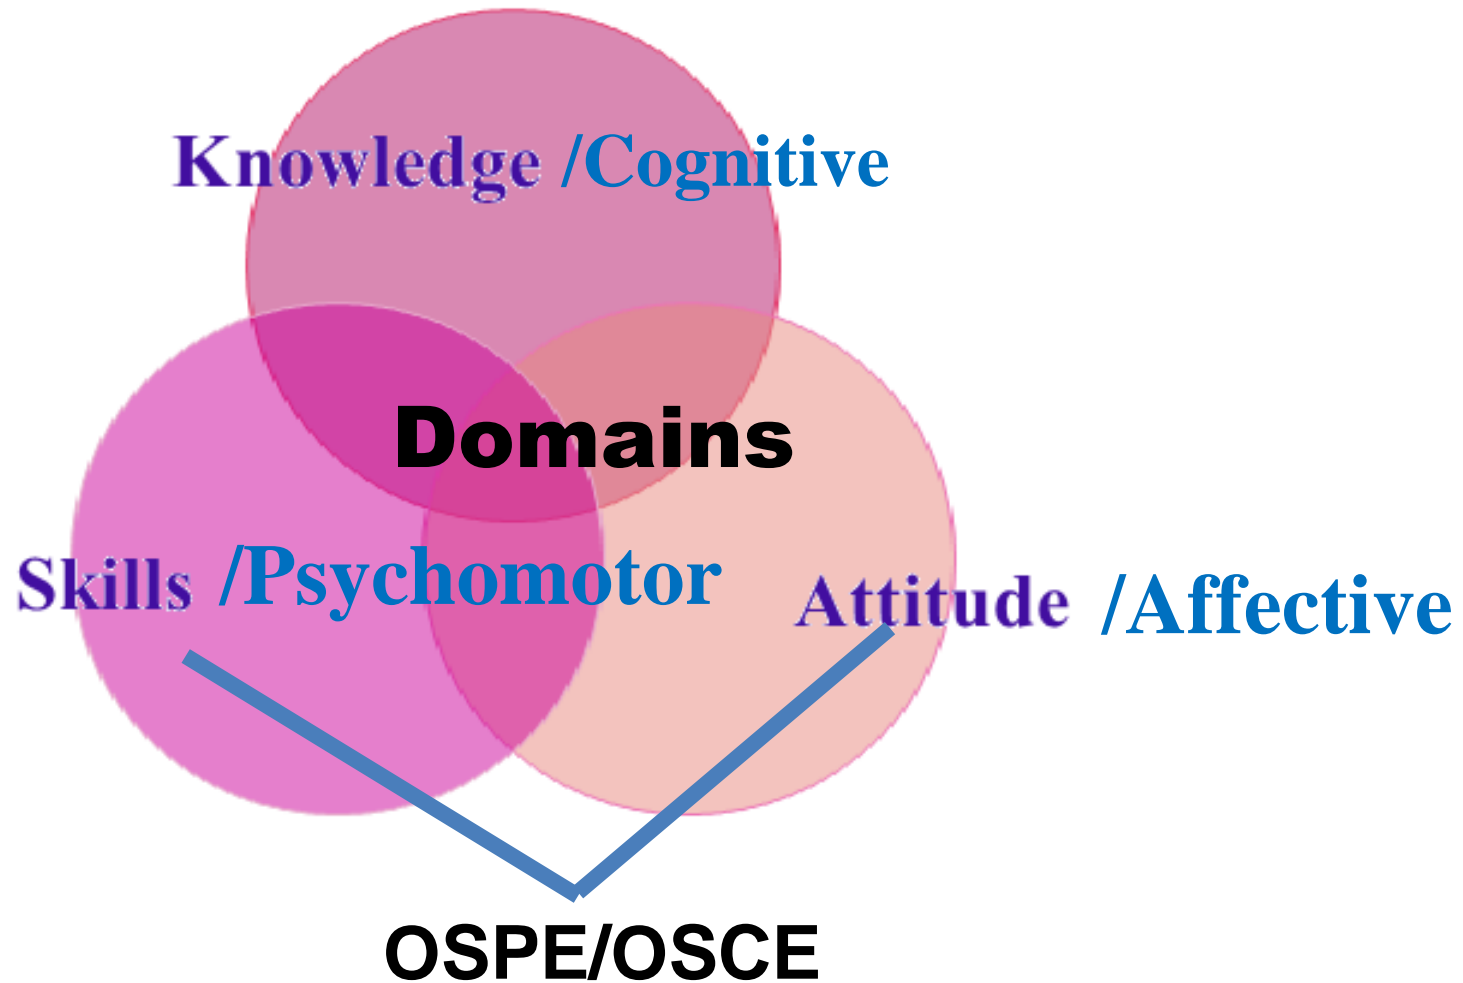 Knowledge /Cognitive
Domains
Skills /Psychomotor
Attitude /Affective
OSPE/OSCE